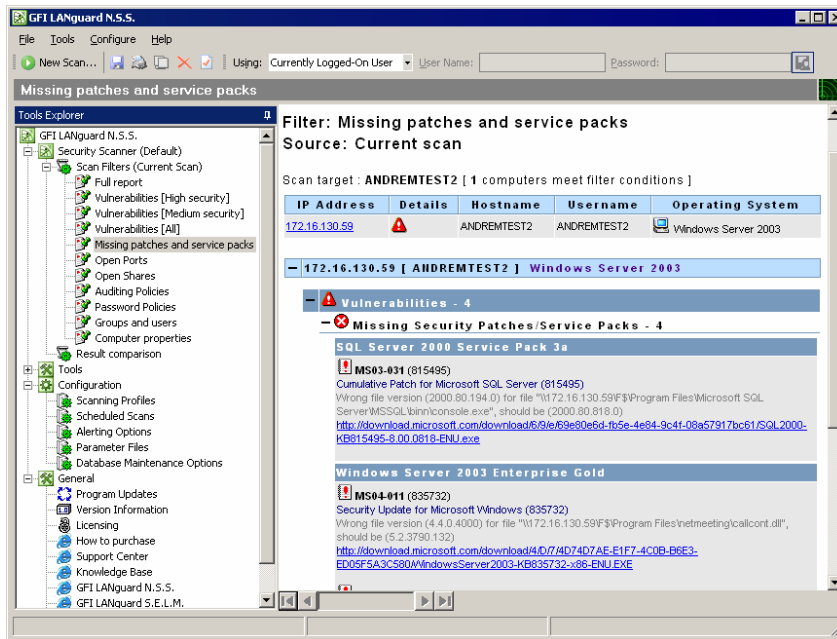 GFI LANguard N.S.S.
File Tools Configure Help
New Scan... Using: Currently Logged-On User User Name: Password:
Missing patches and service packs
Tools Explorer
GFI LANguard N.S.S.
Security Scanner (Default)
Scan Filters (Current Scan)
Full report
Vulnerabilities [High security]
Vulnerabilities [Medium security]
Vulnerabilities [All]
Missing patches and service packs
Open Ports
Open Shares
Auditing Policies
Password Policies
Groups and users
Computer properties
Result comparison
Tools
Configuration
Scanning Profiles
Scheduled Scans
Alerting Options
Parameter Files
Database Maintenance Options
General
Program Updates
Version Information
Licensing
How to purchase
Support Center
Knowledge Base
GFI LANguard N.S.S.
GFI LANguard S.E.L.M.
Filter: Missing patches and service packs
Source: Current scan
Scan target : ANDREMTEST2 [ 1 computers meet filter conditions ]
IP Address Details Hostname Username Operating System
172.16.130.59 ANDREMTEST2 ANDREMTEST2 Windows Server 2003
172.16.130.59 [ ANDREMTEST2 ] Windows Server 2003
Vulnerabilities - 4
Missing Security Patches/Service Packs - 4
SQL Server 2000 Service Pack 3a
MS03-031 (815495)
Cumulative Patch for Microsoft SQL Server (815495)
Wrong file version (2000.80.194.0) for file "\\172.16.130.59\F$\Program Files\Microsoft SQL
Server\MSSQL\binn\console.exe", should be (2000.80.818.0)
http://download.microsoft.com/download/6/9/e/69e80e6d-fb5e-4e84-9c4f-08a57917bc61/SQL2000-
KB815495-8.00.0818-ENU.exe
Windows Server 2003 Enterprise Gold
MS04-011 (835732)
Security Update for Microsoft Windows (835732)
Wrong file version (4.4.0.4000) for file "\\172.16.130.59\F$\Program Files\netmeeting\callcont.dll",
should be (5.2.3790.132)
http://download.microsoft.com/download/4/D/7/4D74D7AE-E1F7-4C0B-B6E3-
ED05F5A3C580/WindowsServer2003-KB835732-x86-ENU.EXE